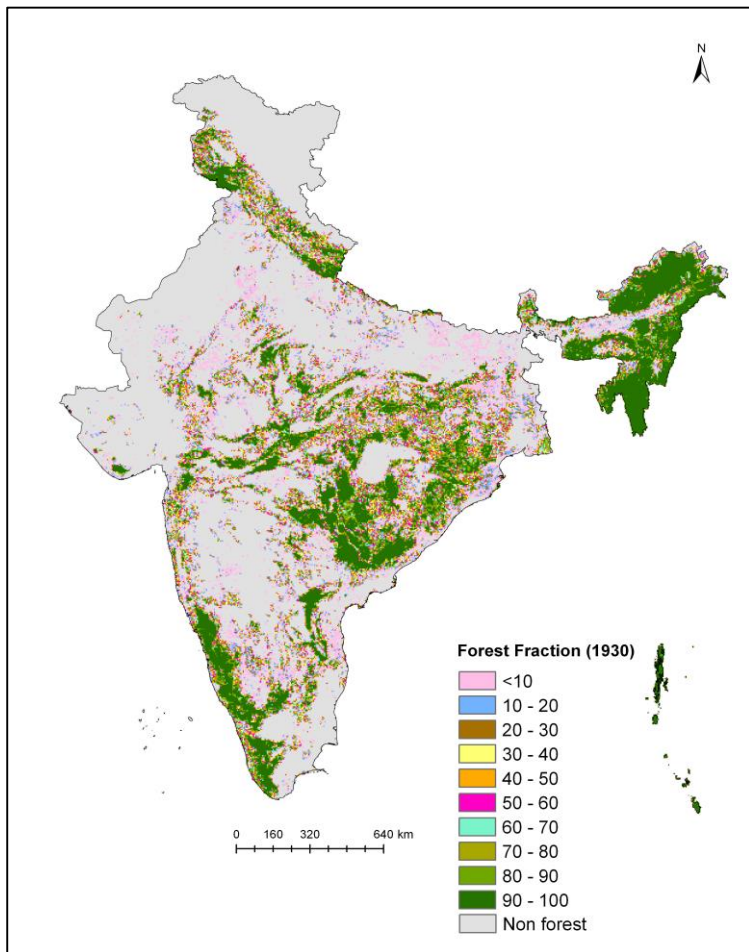 N
Forest Fraction (1930)
<10
10 - 20
20 - 30
30 - 40
40 - 50
50 - 60
60 - 70
70 - 80
80 - 90
90 - 100
Non forest
0 160 320 640 km